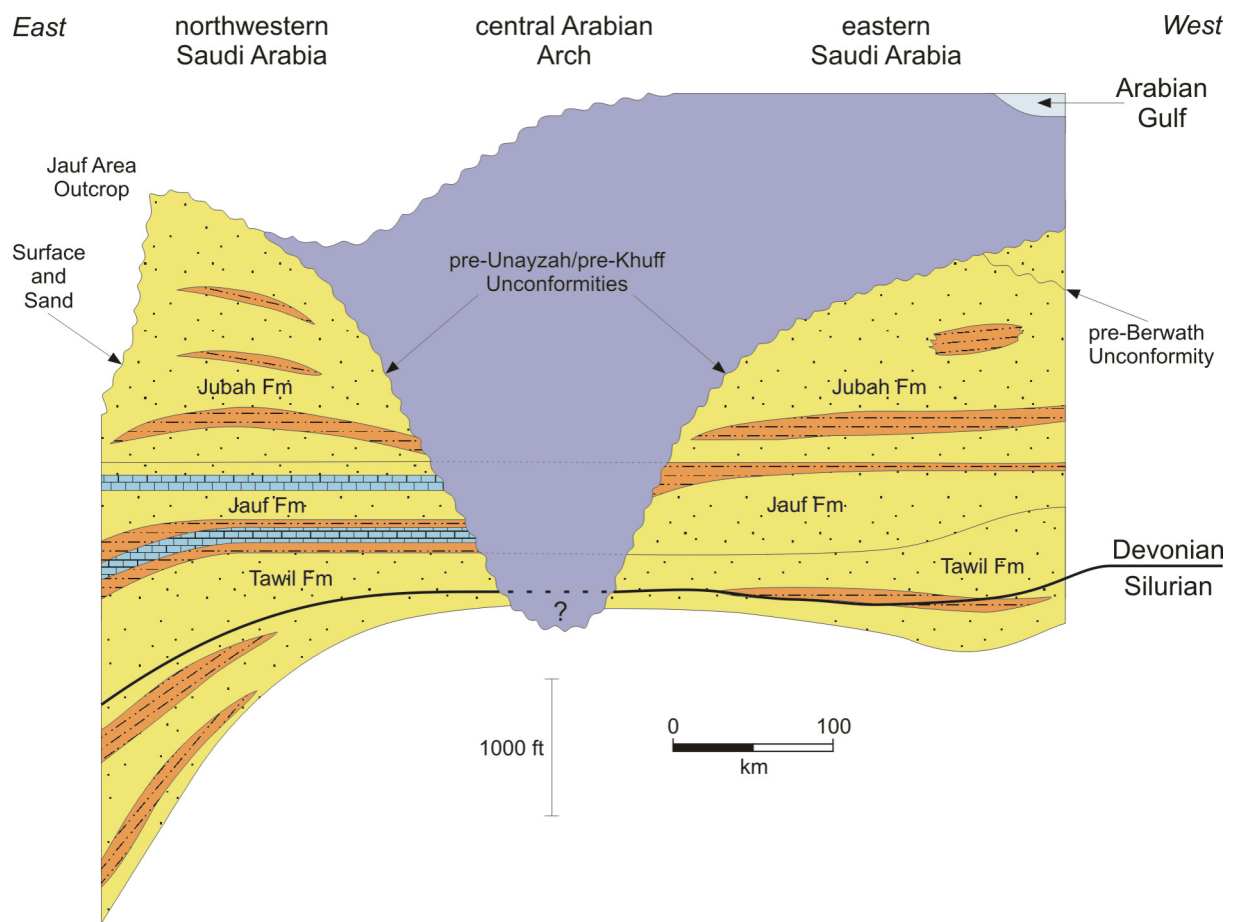 East
northwestern
Saudi Arabia
central Arabian
Arch
eastern
Saudi Arabia
West
Arabian
Gulf
Jauf Area
Outcrop
Surface
and
Sand
pre-Unayzah/pre-Khuff
Unconformities
pre-Berwath
Unconformity
Jubah Fm
Jubah Fm
Jauf Fm
Jauf Fm
Tawil Fm
Tawil Fm
Devonian
Silurian
?
1000 ft
0
100
km